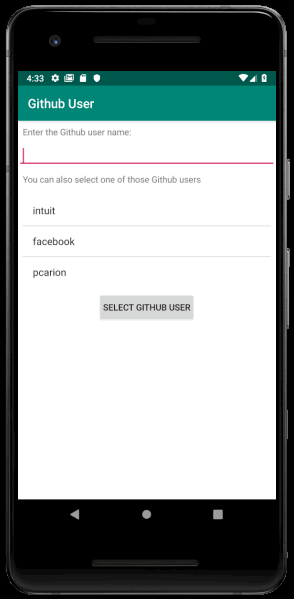 4:33
Github User
Enter the Github user name:
You can also select one of those Github users
intuit
facebook
pcarion
SELECT GITHUB USER